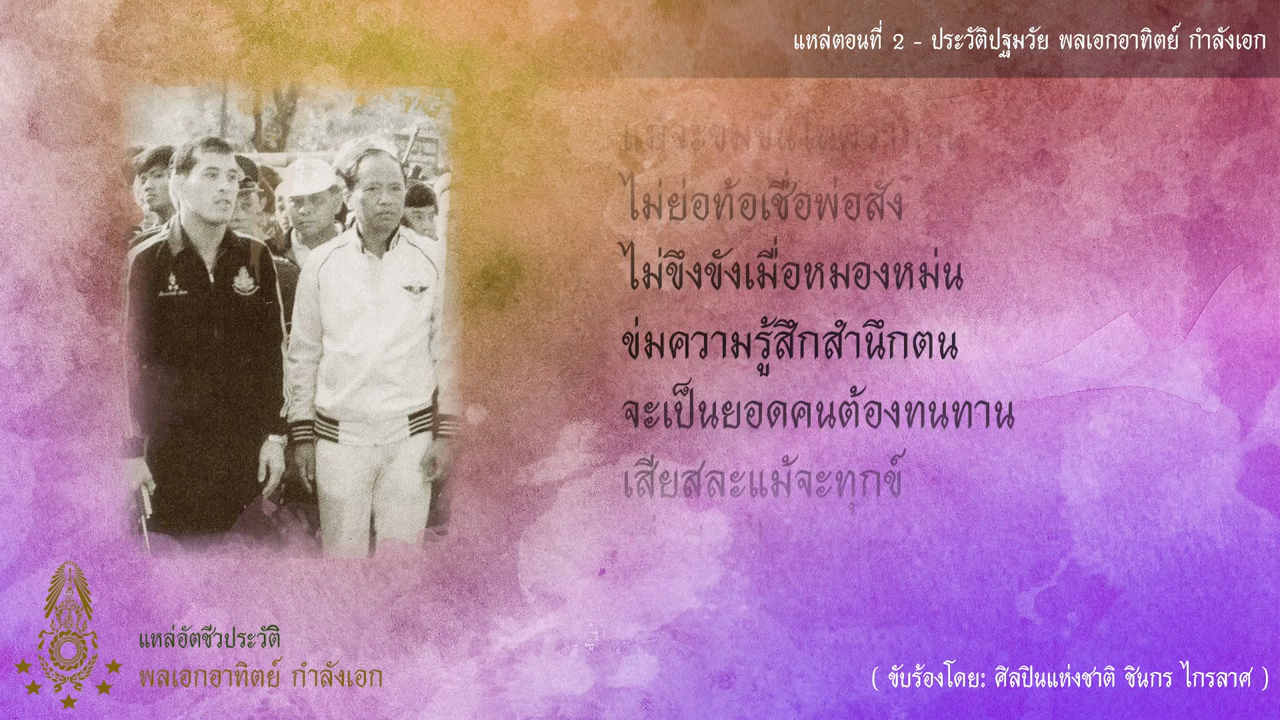 แหล่ตอนที่ 2 - ประวัติปฐมวัย พลเอกอาทิตย์ กำลังเอก
ไม่ย่อท้อเชื่อพ่อสั่ง
ไม่ขึงขังเมื่อหมองหม่น
ข่มความรู้สึกสำนึกตน
จะเป็นยอดคนต้องทนทาน
เสียสละแม้จะทุกข์
แหล่อัตชีวประวัติ
พลเอกอาทิตย์ กำลังเอก
( ขับร้องโดย: ศิลปินแห่งชาติ ชินกร ไกรลาศ )